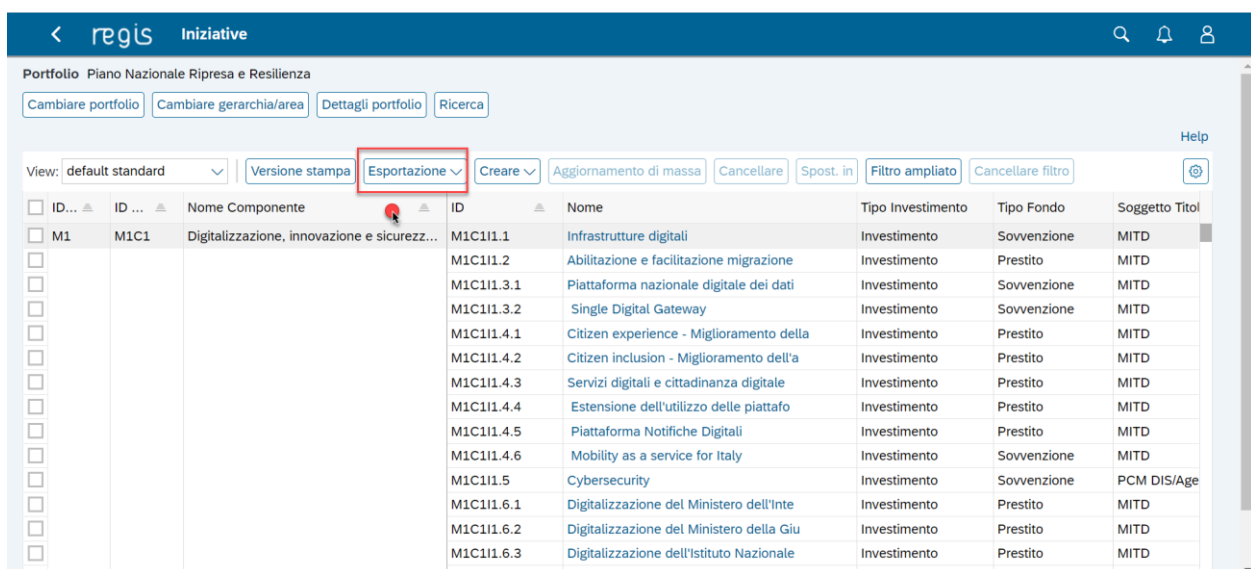 regis Iniziative
Portfolio Piano Nazionale Ripresa e Resilienza
Cambiare portfolio Cambiare gerarchia/area Dettagli portfolio Ricerca
Help
View: default standard Versione stampa Esportazione Creare Aggiornamento di massa Cancellare Spost. in Filtro ampliato Cancellare filtro
ID... ID ... Nome Componente ID Nome Tipo Investimento Tipo Fondo Soggetto Titol
M1 M1C1 Digitalizzazione, innovazione e sicurezz... M1C1I1.1 Infrastrutture digitali Investimento Sovvenzione MITD
M1C1I1.2 Abilitazione e facilitazione migrazione Investimento Prestito MITD
M1C1I1.3.1 Piattaforma nazionale digitale dei dati Investimento Sovvenzione MITD
M1C1I1.3.2 Single Digital Gateway Investimento Sovvenzione MITD
M1C1I1.4.1 Citizen experience - Miglioramento della Investimento Prestito MITD
M1C1I1.4.2 Citizen inclusion - Miglioramento dell'a Investimento Prestito MITD
M1C1I1.4.3 Servizi digitali e cittadinanza digitale Investimento Prestito MITD
M1C1I1.4.4 Estensione dell'utilizzo delle piattafo Investimento Prestito MITD
M1C1I1.4.5 Piattaforma Notifiche Digitali Investimento Prestito MITD
M1C1I1.4.6 Mobility as a service for Italy Investimento Sovvenzione MITD
M1C1I1.5 Cybersecurity Investimento Sovvenzione PCM DIS/Age
M1C1I1.6.1 Digitalizzazione del Ministero dell'Inte Investimento Prestito MITD
M1C1I1.6.2 Digitalizzazione del Ministero della Giu Investimento Prestito MITD
M1C1I1.6.3 Digitalizzazione dell'Istituto Nazionale Investimento Prestito MITD